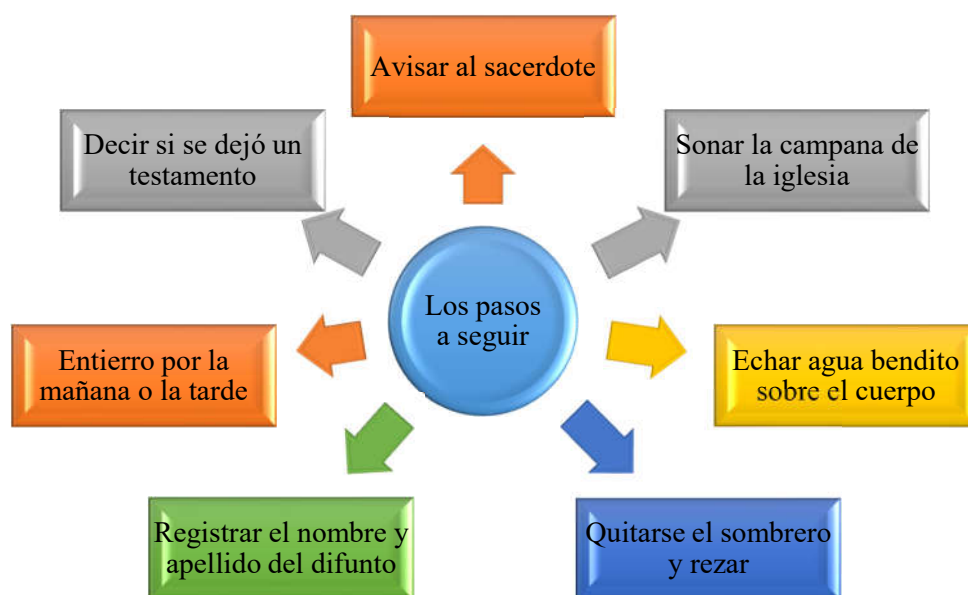 Avisar al sacerdote
Sonar la campana de
la iglesia
Echar agua bendito
sobre el cuerpo
Quitarse el sombrero
y rezar
Registrar el nombre y
apellido del difunto
Entierro por la
mañana o la tarde
Decir si se dejó un
testamento
Los pasos
a seguir